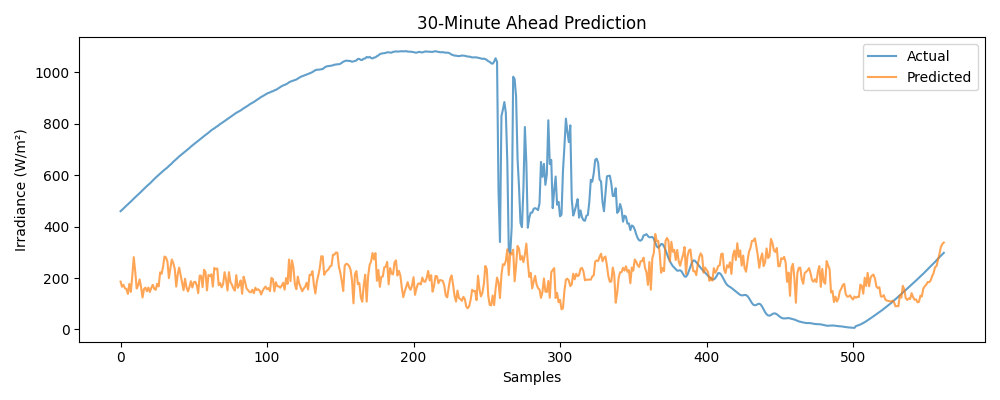 30-Minute Ahead Prediction
Irradiance (W/m²)
1000
800
600
400
200
0
0 100 200 300 400 500
Samples
Actual
Predicted